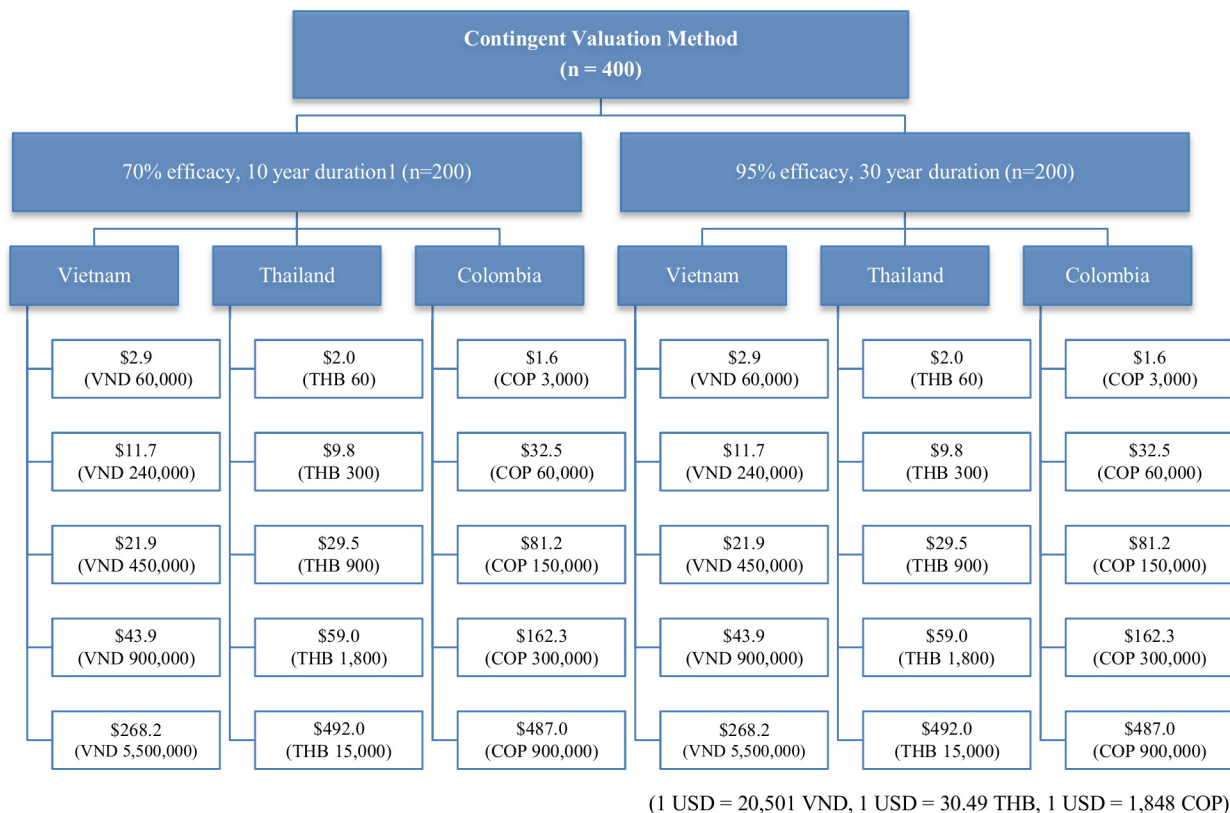 Contingent Valuation Method
(n = 400)
70% efficacy, 10 year duration1 (n=200)
95% efficacy, 30 year duration (n=200)
Vietnam
Thailand
Colombia
Vietnam
Thailand
Colombia
$2.9
(VND 60,000)
$2.0
(THB 60)
$1.6
(COP 3,000)
$2.9
(VND 60,000)
$2.0
(THB 60)
$1.6
(COP 3,000)
$11.7
(VND 240,000)
$9.8
(THB 300)
$32.5
(COP 60,000)
$11.7
(VND 240,000)
$9.8
(THB 300)
$32.5
(COP 60,000)
$21.9
(VND 450,000)
$29.5
(THB 900)
$81.2
(COP 150,000)
$21.9
(VND 450,000)
$29.5
(THB 900)
$81.2
(COP 150,000)
$43.9
(VND 900,000)
$59.0
(THB 1,800)
$162.3
(COP 300,000)
$43.9
(VND 900,000)
$59.0
(THB 1,800)
$162.3
(COP 300,000)
$268.2
(VND 5,500,000)
$492.0
(THB 15,000)
$487.0
(COP 900,000)
$268.2
(VND 5,500,000)
$492.0
(THB 15,000)
$487.0
(COP 900,000)
(1 USD = 20,501 VND, 1 USD = 30.49 THB, 1 USD = 1,848 COP)